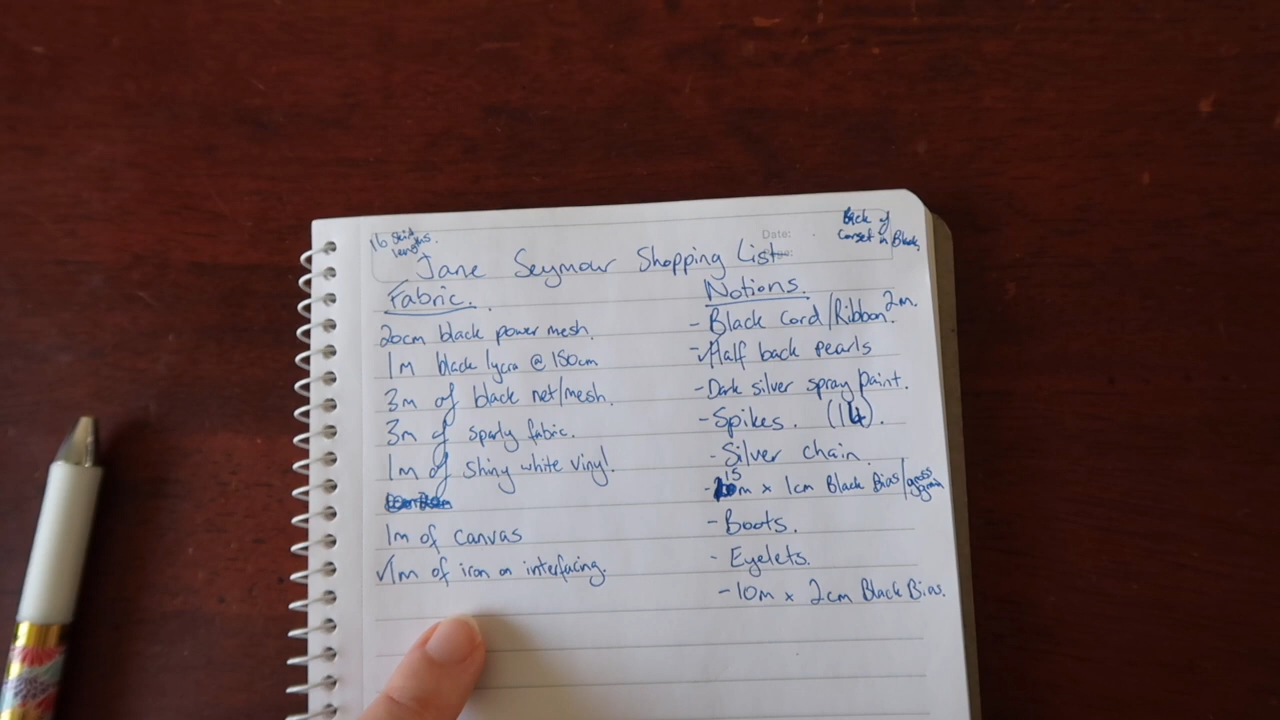 16 Skirt lengths.
Date:
Back of
Corset in Black.
Jane Seymour Shopping List
Fabric.
20cm black power mesh.
1m black lycra @ 150cm
3m of black net/mesh.
3m of sparly fabric.
1m of shiny white vinyl.
1m of canvas
✓1m of iron on interfacing.
Notions.
- Black Cord/Ribbon. 2m.
-✓Half back pearls
- Dark silver spray paint.
- Spikes. (14).
- Silver chain
- 15m x 1cm Black Bias/grossgrain
- Boots.
- Eyelets.
- 10m x 2cm Black Bias.